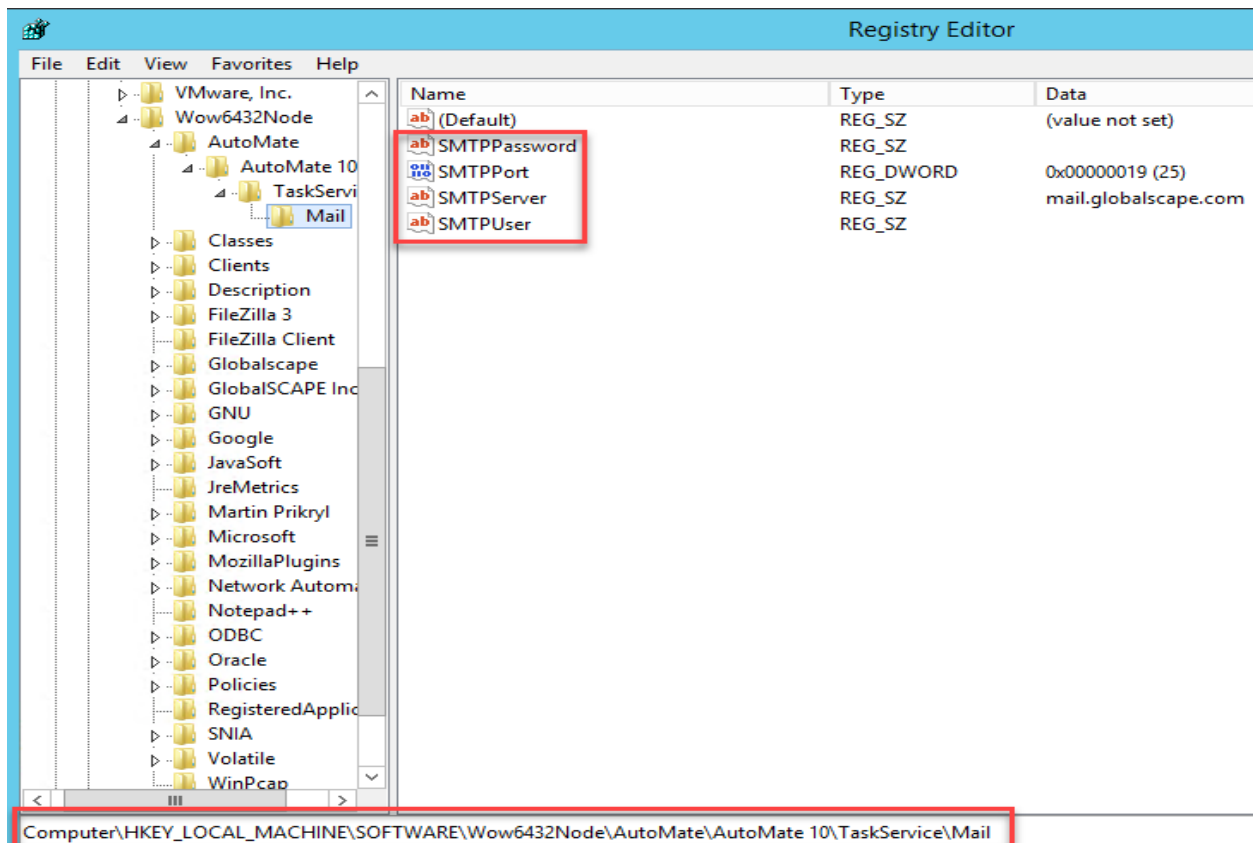 Registry Editor
File Edit View Favorites Help
VMware, Inc.
Wow6432Node
AutoMate
AutoMate 10
TaskServi
Mail
Classes
Clients
Description
FileZilla 3
FileZilla Client
Globalscape
GlobalSCAPE Inc
GNU
Google
JavaSoft
JreMetrics
Martin Prikryl
Microsoft
MozillaPlugins
Network Automa
Notepad++
ODBC
Oracle
Policies
RegisteredApplic
SNIA
Volatile
WinPcap
Name Type Data
(Default) REG_SZ (value not set)
SMTPPassword REG_SZ
SMTPPort REG_DWORD 0x00000019 (25)
SMTPServer REG_SZ mail.globalscape.com
SMTPUser REG_SZ
Computer\HKEY_LOCAL_MACHINE\SOFTWARE\Wow6432Node\AutoMate\AutoMate 10\TaskService\Mail